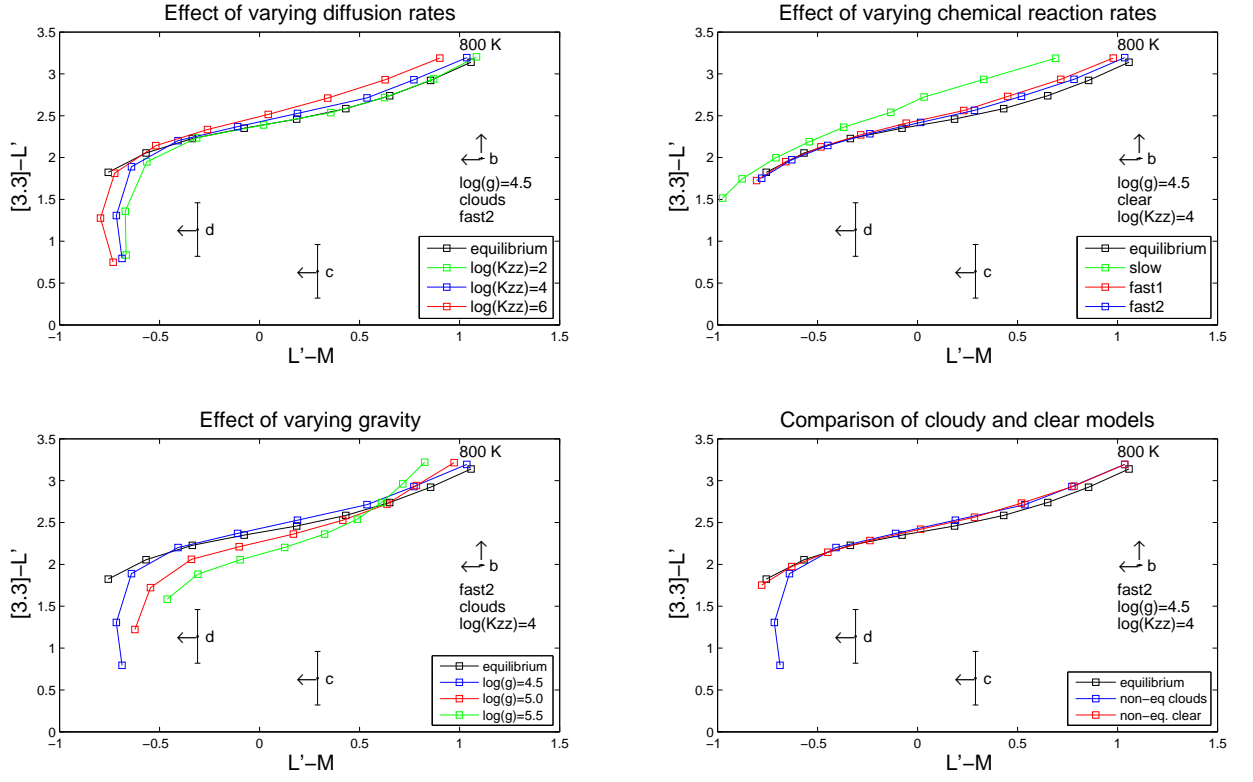 Effect of varying diffusion rates
[3.3]−L’
3.5
3
2.5
2
1.5
1
0.5
0
−1
−0.5
0
0.5
1
1.5
L’−M
800 K
b
log(g)=4.5
clouds
fast2
d
c
equilibrium
log(Kzz)=2
log(Kzz)=4
log(Kzz)=6
Effect of varying chemical reaction rates
[3.3]−L’
3.5
3
2.5
2
1.5
1
0.5
0
−1
−0.5
0
0.5
1
1.5
L’−M
800 K
b
log(g)=4.5
clear
log(Kzz)=4
d
c
equilibrium
slow
fast1
fast2
Effect of varying gravity
[3.3]−L’
3.5
3
2.5
2
1.5
1
0.5
0
−1
−0.5
0
0.5
1
1.5
L’−M
800 K
b
fast2
clouds
log(Kzz)=4
d
c
equilibrium
log(g)=4.5
log(g)=5.0
log(g)=5.5
Comparison of cloudy and clear models
[3.3]−L’
3.5
3
2.5
2
1.5
1
0.5
0
−1
−0.5
0
0.5
1
1.5
L’−M
800 K
b
fast2
log(g)=4.5
log(Kzz)=4
d
c
equilibrium
non−eq clouds
non−eq. clear